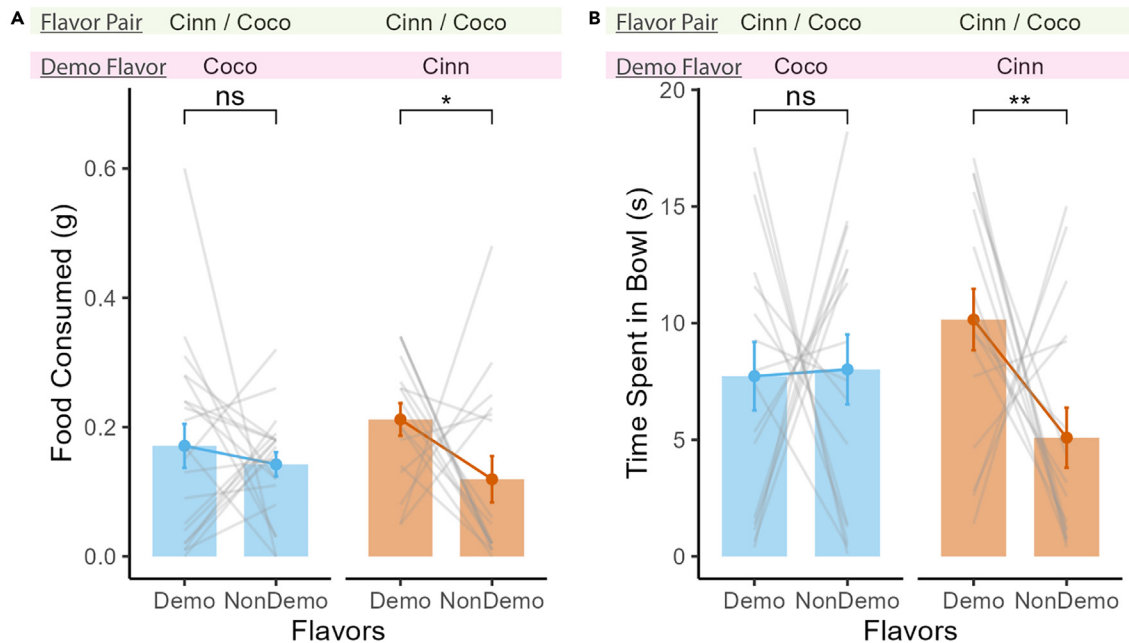 A
Flavor Pair Cinn / Coco Cinn / Coco
Demo Flavor Coco Cinn
ns *
0.6
0.4
0.2
0.0
Food Consumed (g)
Demo NonDemo Demo NonDemo
Flavors
B
Flavor Pair Cinn / Coco Cinn / Coco
Demo Flavor Coco Cinn
20
ns **
15
10
5
0
Time Spent in Bowl (s)
Demo NonDemo Demo NonDemo
Flavors